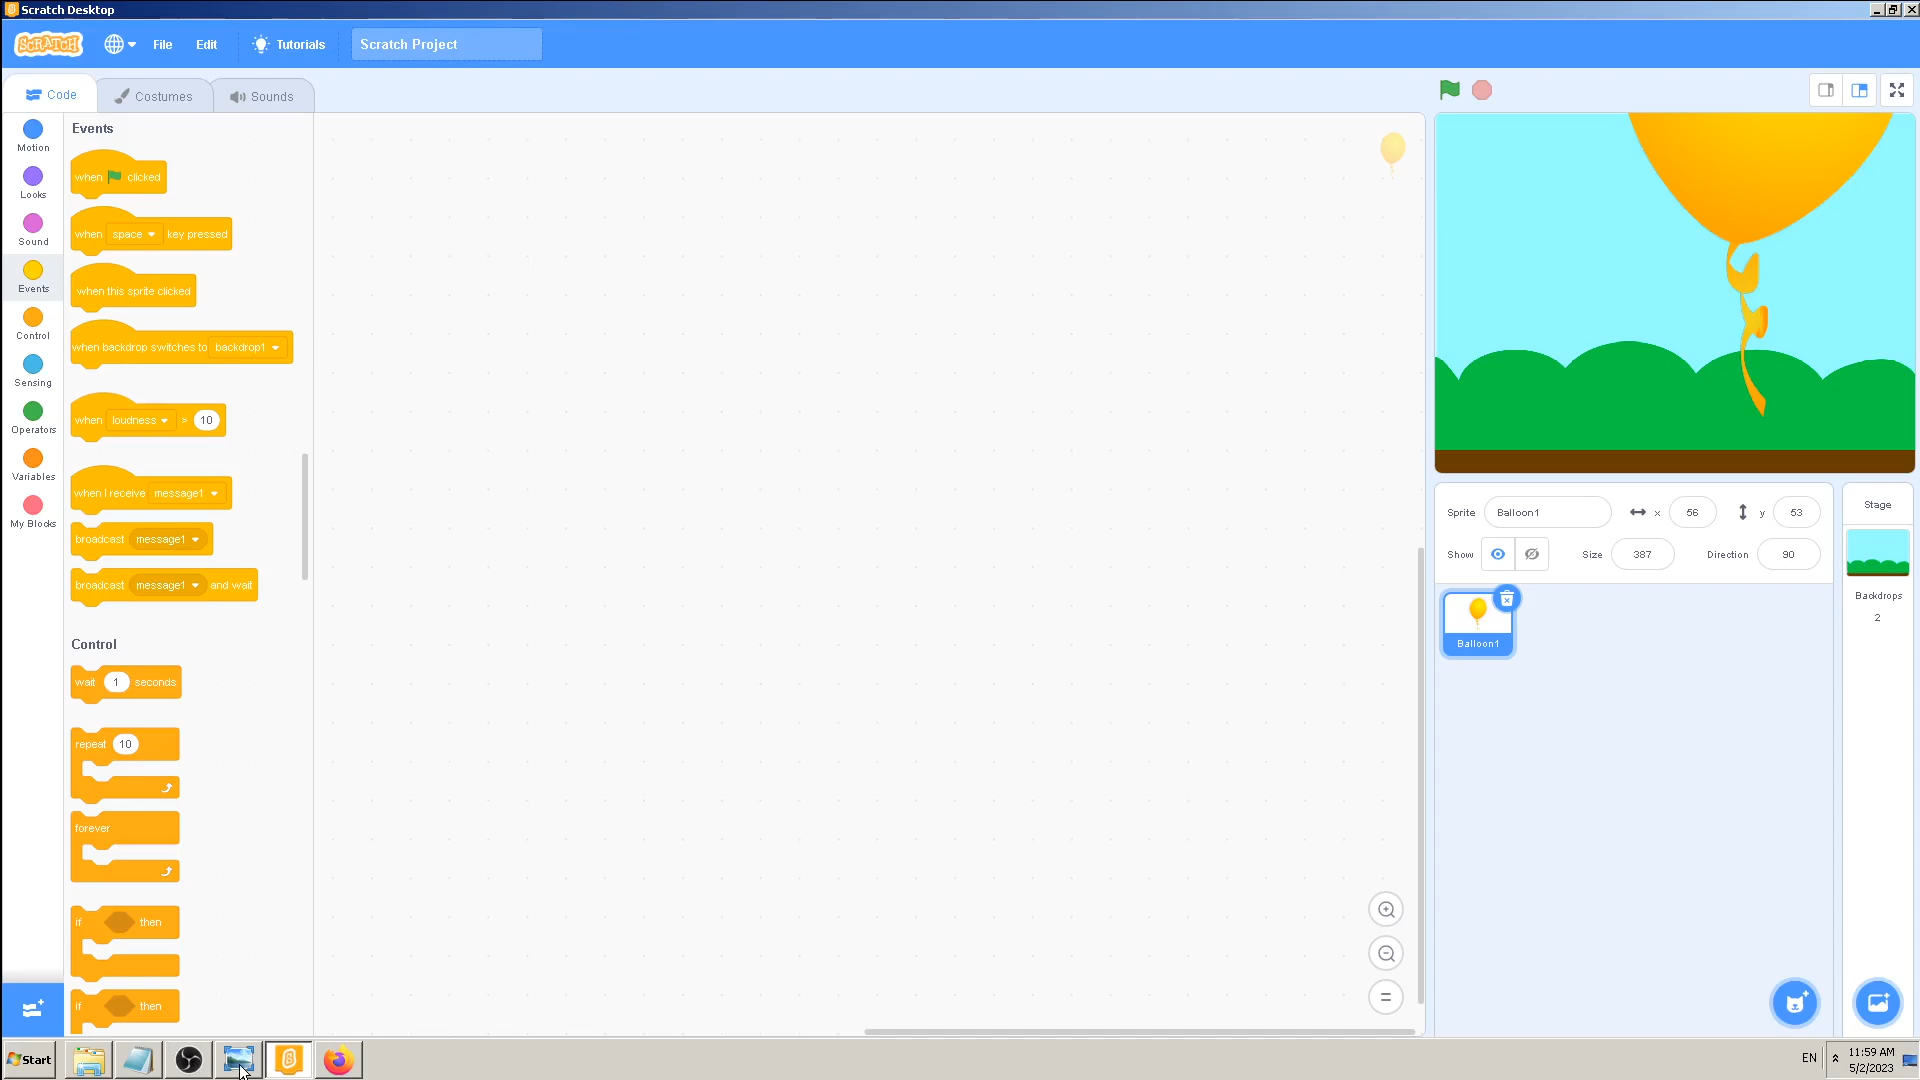 Scratch Desktop
SCRATCH
File
Edit
Tutorials
Scratch Project
Code
Costumes
Sounds
Motion
Looks
Sound
Events
Control
Sensing
Operators
Variables
My Blocks
Events
when clicked
when space key pressed
when this sprite clicked
when backdrop switches to backdrop1
when loudness > 10
when I receive message1
broadcast message1
broadcast message1 and wait
Control
wait 1 seconds
repeat 10
forever
if then
if then
Sprite Balloon1 x 56 y 53
Show Size 387 Direction 90
Balloon1
Stage
Backdrops
2
Start
EN
11:59 AM
5/2/2023